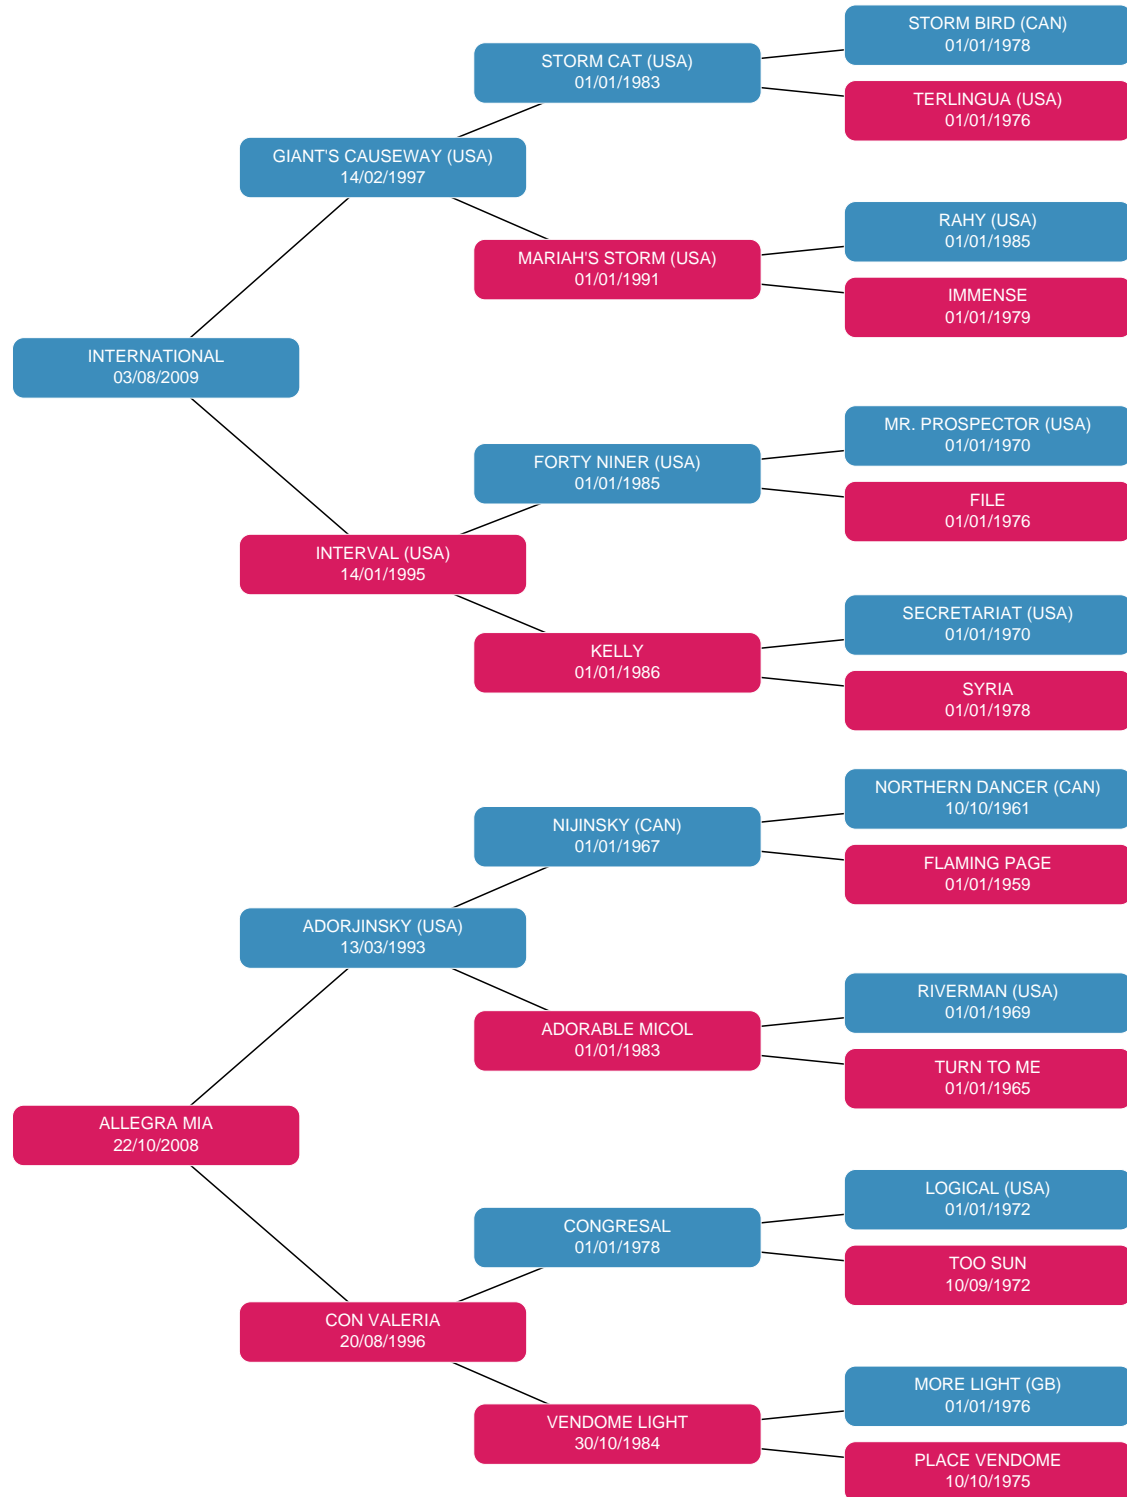 STORM BIRD (CAN)
01/01/1978
STORM CAT (USA)
01/01/1983
TERLINGUA (USA)
01/01/1976
GIANT'S CAUSEWAY (USA)
14/02/1997
RAHY (USA)
01/01/1985
MARIAH'S STORM (USA)
01/01/1991
IMMENSE
01/01/1979
INTERNATIONAL
03/08/2009
MR. PROSPECTOR (USA)
01/01/1970
FORTY NINER (USA)
01/01/1985
FILE
01/01/1976
INTERVAL (USA)
14/01/1995
SECRETARIAT (USA)
01/01/1970
KELLY
01/01/1986
SYRIA
01/01/1978
NORTHERN DANCER (CAN)
10/10/1961
NIJINSKY (CAN)
01/01/1967
FLAMING PAGE
01/01/1959
ADORJINSKY (USA)
13/03/1993
RIVERMAN (USA)
01/01/1969
ADORABLE MICOL
01/01/1983
TURN TO ME
01/01/1965
ALLEGRA MIA
22/10/2008
LOGICAL (USA)
01/01/1972
CONGRESAL
01/01/1978
TOO SUN
10/09/1972
CON VALERIA
20/08/1996
MORE LIGHT (GB)
01/01/1976
VENDOME LIGHT
30/10/1984
PLACE VENDOME
10/10/1975